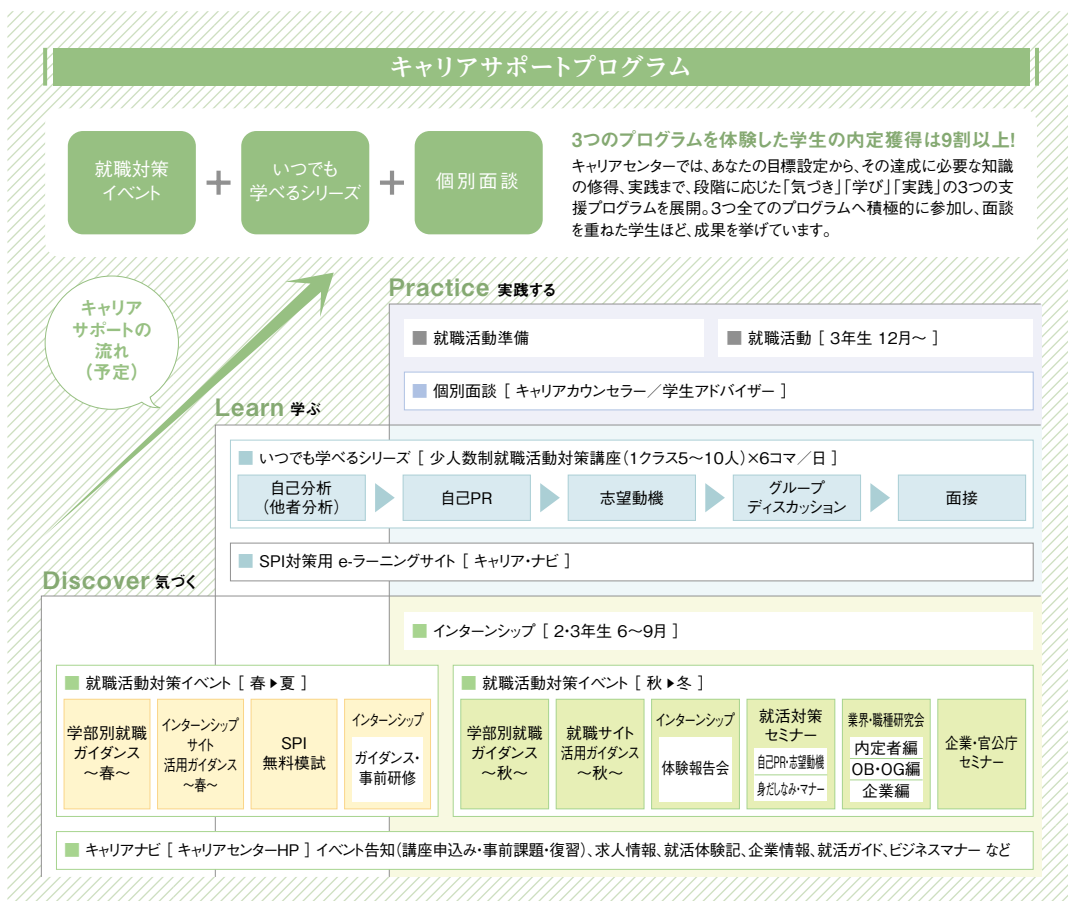 キャリアサポートプログラム
就職対策
イベント
+
いつでも
学べるシリーズ
+
個別面談
3つのプログラムを体験した学生の内定獲得は9割以上!
キャリアセンターでは、あなたの目標設定から、その達成に必要な知識
の修得、実践まで、段階に応じた「気づき」「学び」「実践」の3つの支
援プログラムを展開。3つ全てのプログラムへ積極的に参加し、面談
を重ねた学生ほど、成果を挙げています。
キャリア
サポートの
流れ
(予定)
Practice 実践する
■ 就職活動準備
■ 就職活動 [ 3年生 12月〜 ]
■ 個別面談 [ キャリアカウンセラー/学生アドバイザー ]
Learn 学ぶ
■ いつでも学べるシリーズ [ 少人数制就職活動対策講座(1クラス5〜10人)×6コマ/日 ]
自己分析
(他者分析)
自己PR
志望動機
グループ
ディスカッション
面接
■ SPI対策用 e-ラーニングサイト [ キャリア・ナビ ]
Discover 気づく
■ インターンシップ [ 2・3年生 6〜9月 ]
■ 就職活動対策イベント [ 春▶夏 ]
学部別就職
ガイダンス
〜春〜
インターンシップ
サイト
活用ガイダンス
〜春〜
SPI
無料模試
インターンシップ
ガイダンス・
事前研修
■ 就職活動対策イベント [ 秋▶冬 ]
学部別就職
ガイダンス
〜秋〜
就職サイト
活用ガイダンス
〜秋〜
インターンシップ
体験報告会
就活対策
セミナー
自己PR・志望動機
身だしなみ・マナー
業界・職種研究会
内定者編
OB・OG編
企業編
企業・官公庁
セミナー
■ キャリアナビ [ キャリアセンターHP ] イベント告知(講座申込み・事前課題・復習)、求人情報、就活体験記、企業情報、就活ガイド、ビジネスマナー など